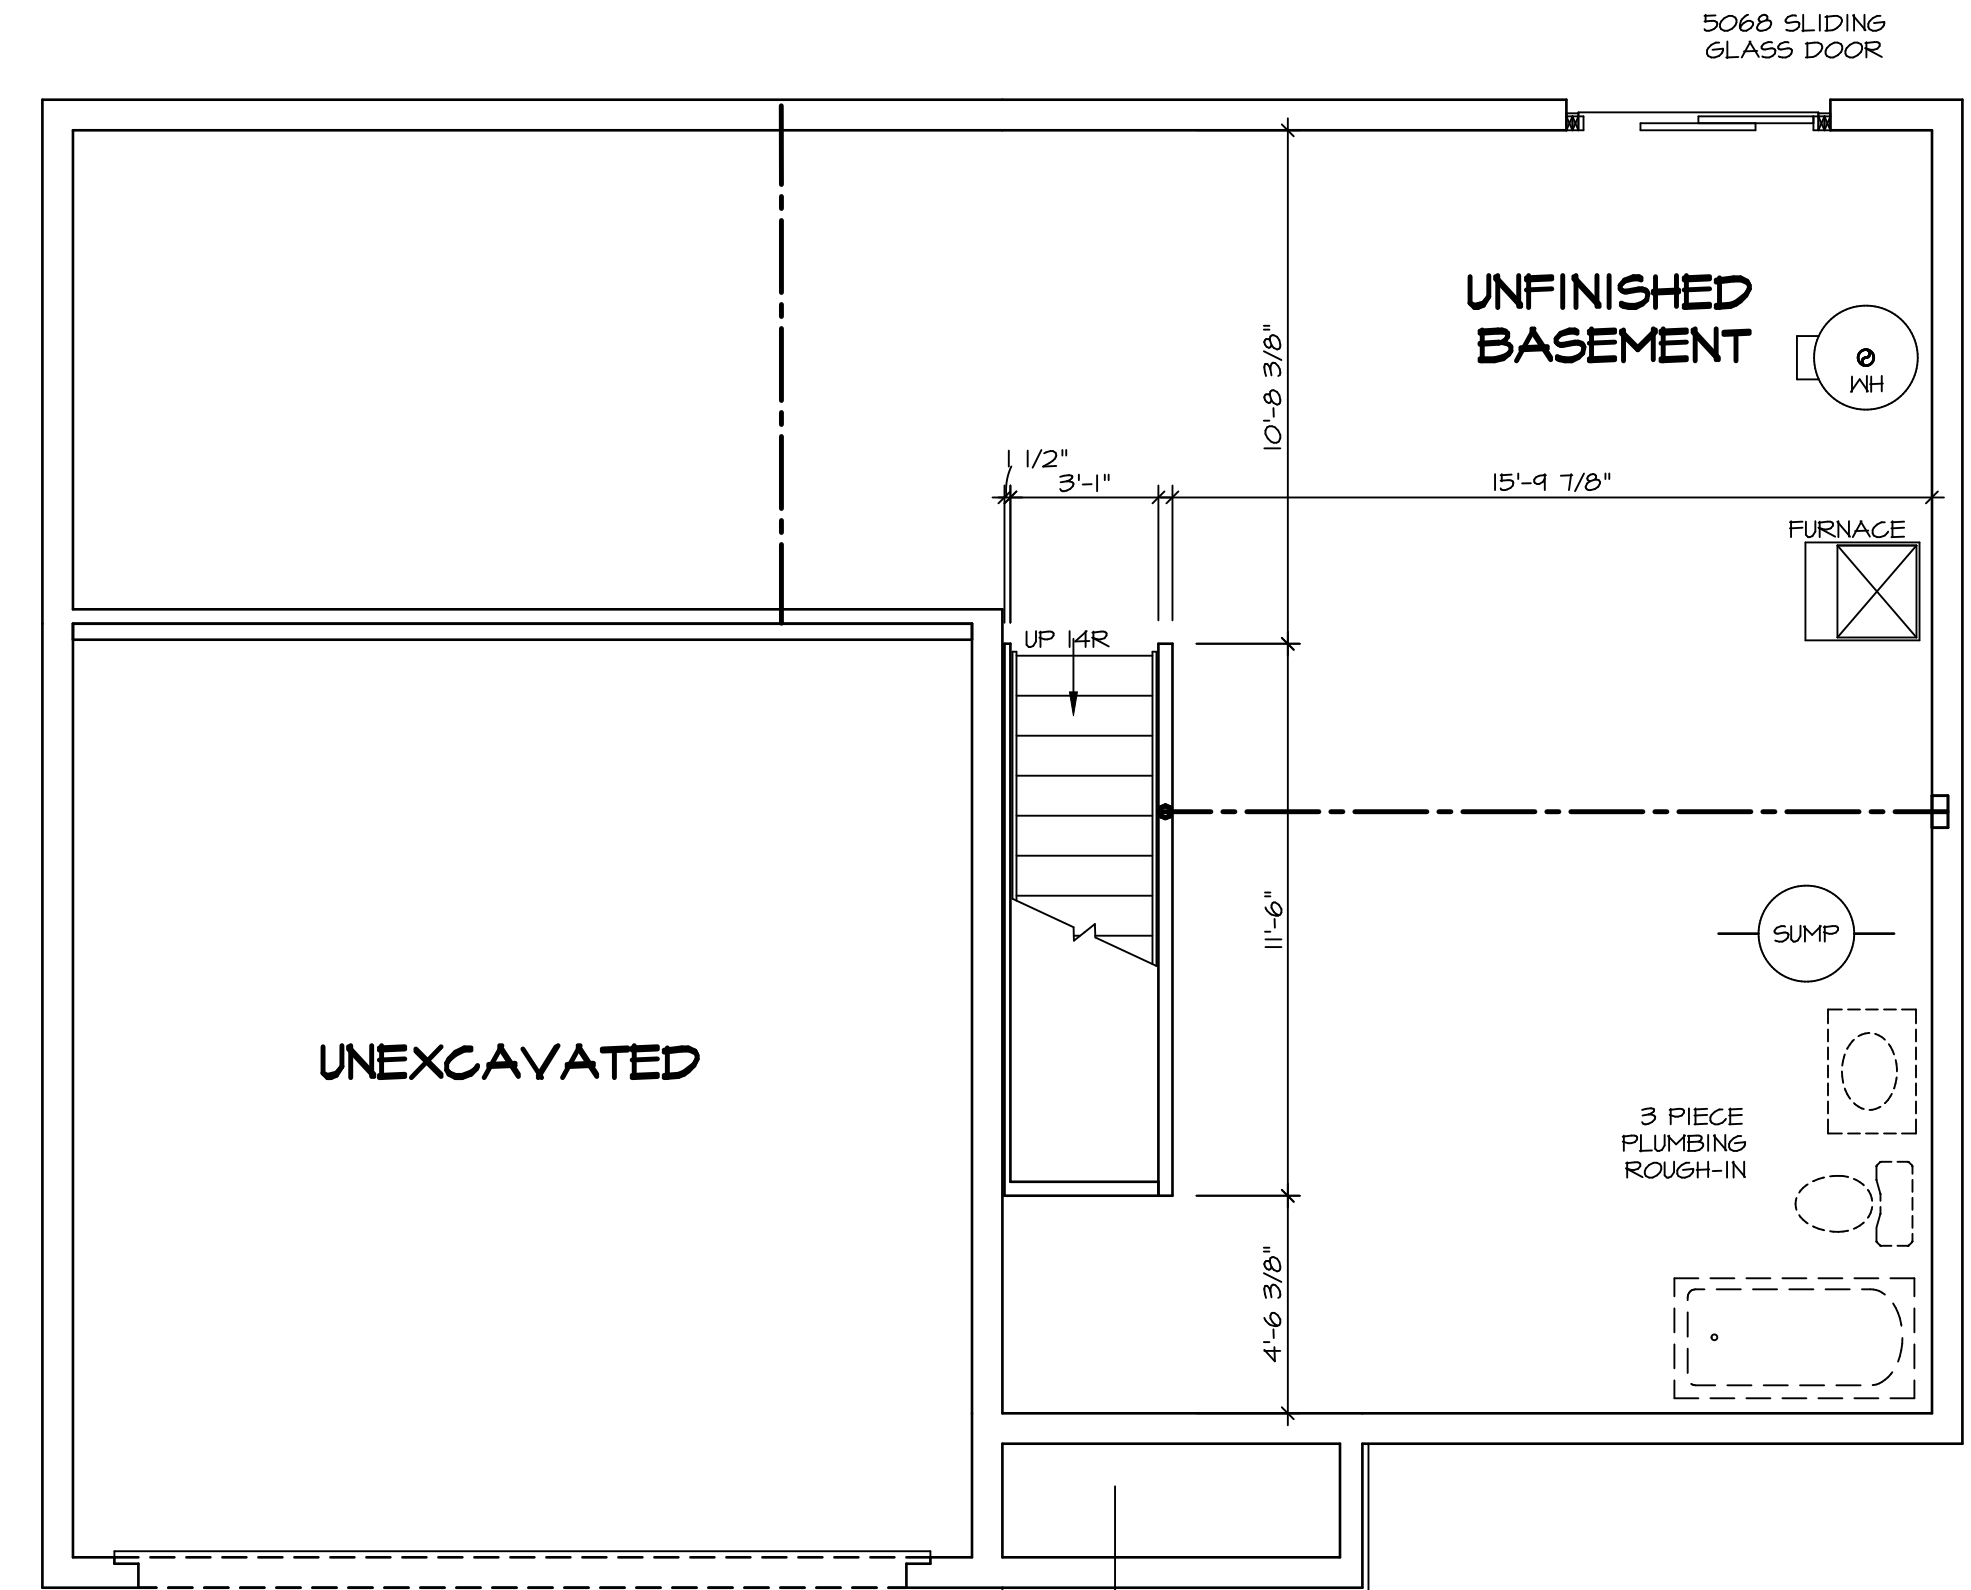 5068 SLIDING
GLASS DOOR
UNFINISHED
BASEMENT
WH
10'-8 3/8"
1 1/2"
3'-1"
15'-9 7/8"
FURNACE
UP 14R
11'-6"
SUMP
UNEXCAVATED
3 PIECE
PLUMBING
ROUGH-IN
4'-6 3/8"